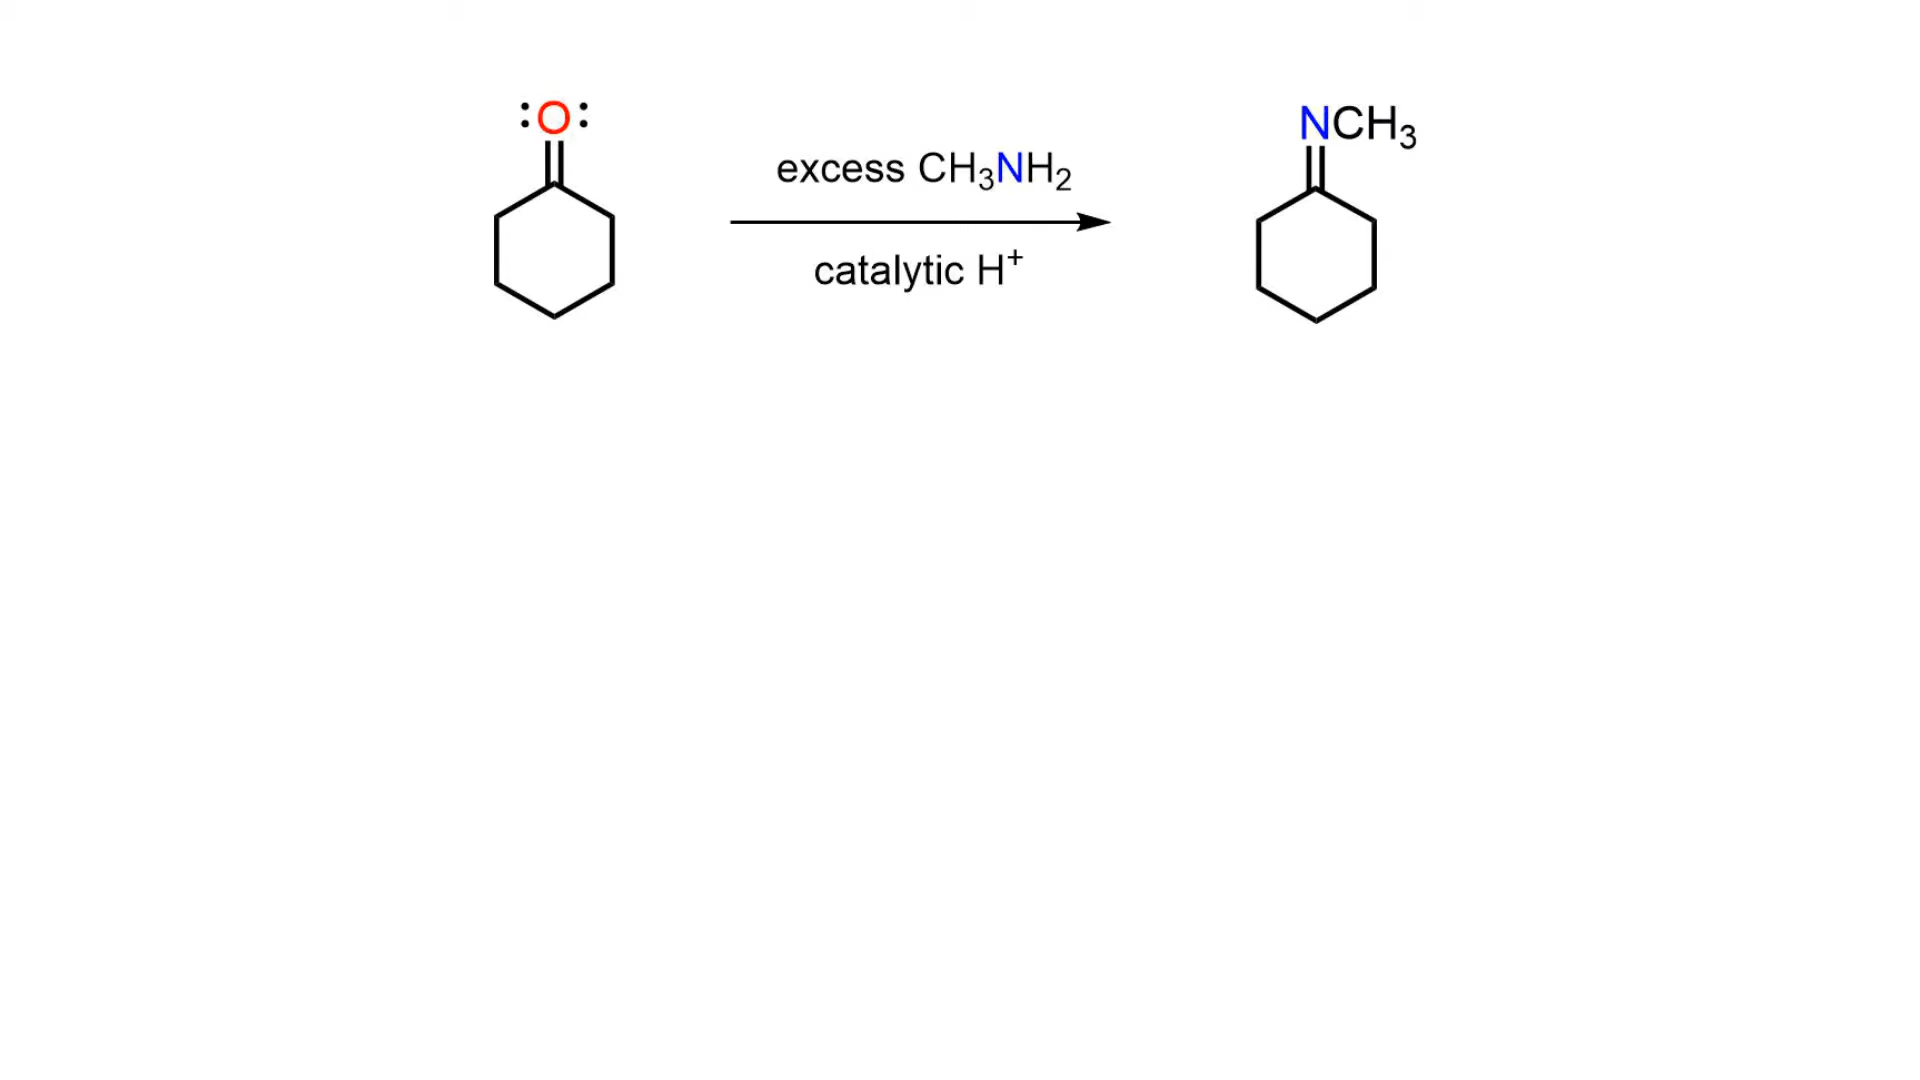 :O:
NCH₃
excess CH₃NH₂
catalytic H⁺